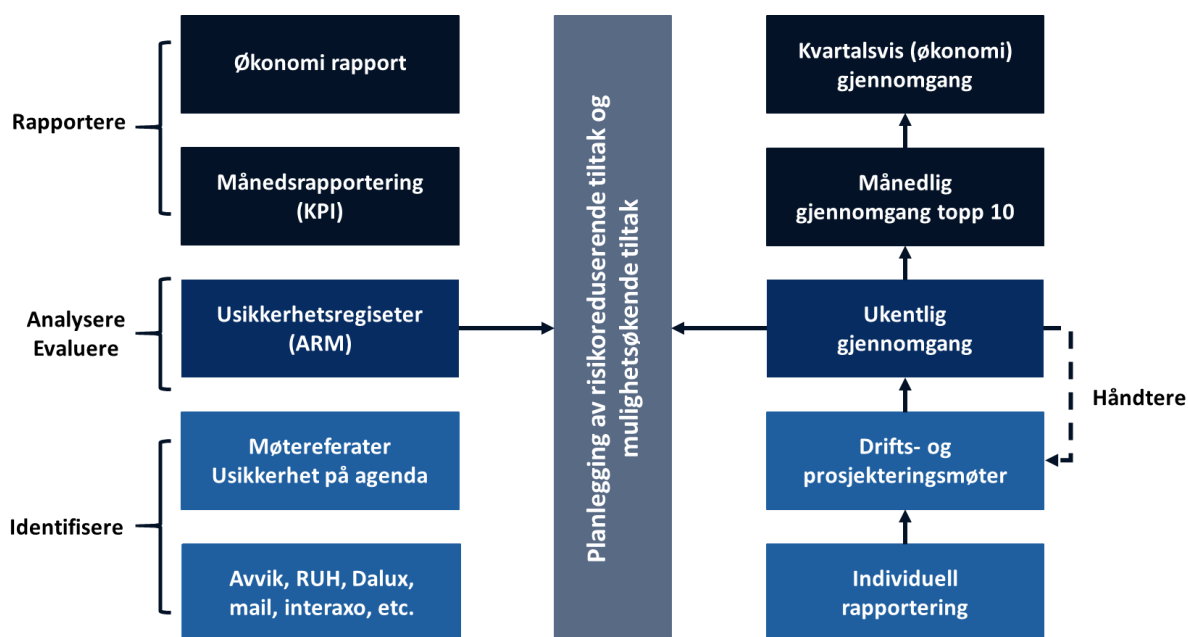 Rapportere
Økonomi rapport
Månedsrapportering
(KPI)
Analysere
Evaluere
Usikkerhetsregiseter
(ARM)
Identifisere
Møtereferater
Usikkerhet på agenda
Avvik, RUH, Dalux,
mail, interaxo, etc.
Planlegging av risikoreduserende tiltak og
mulighetsøkende tiltak
Kvartalsvis (økonomi)
gjennomgang
Månedlig
gjennomgang topp 10
Ukentlig
gjennomgang
Håndtere
Drifts- og
prosjekteringsmøter
Individuell
rapportering